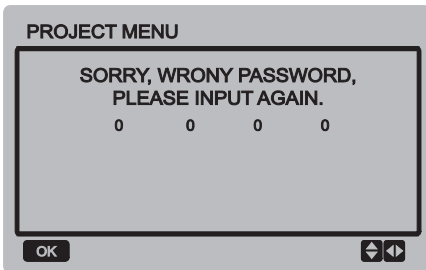 PROJECT MENU
SORRY, WRONY PASSWORD,
PLEASE INPUT AGAIN.
0 0 0 0
OK